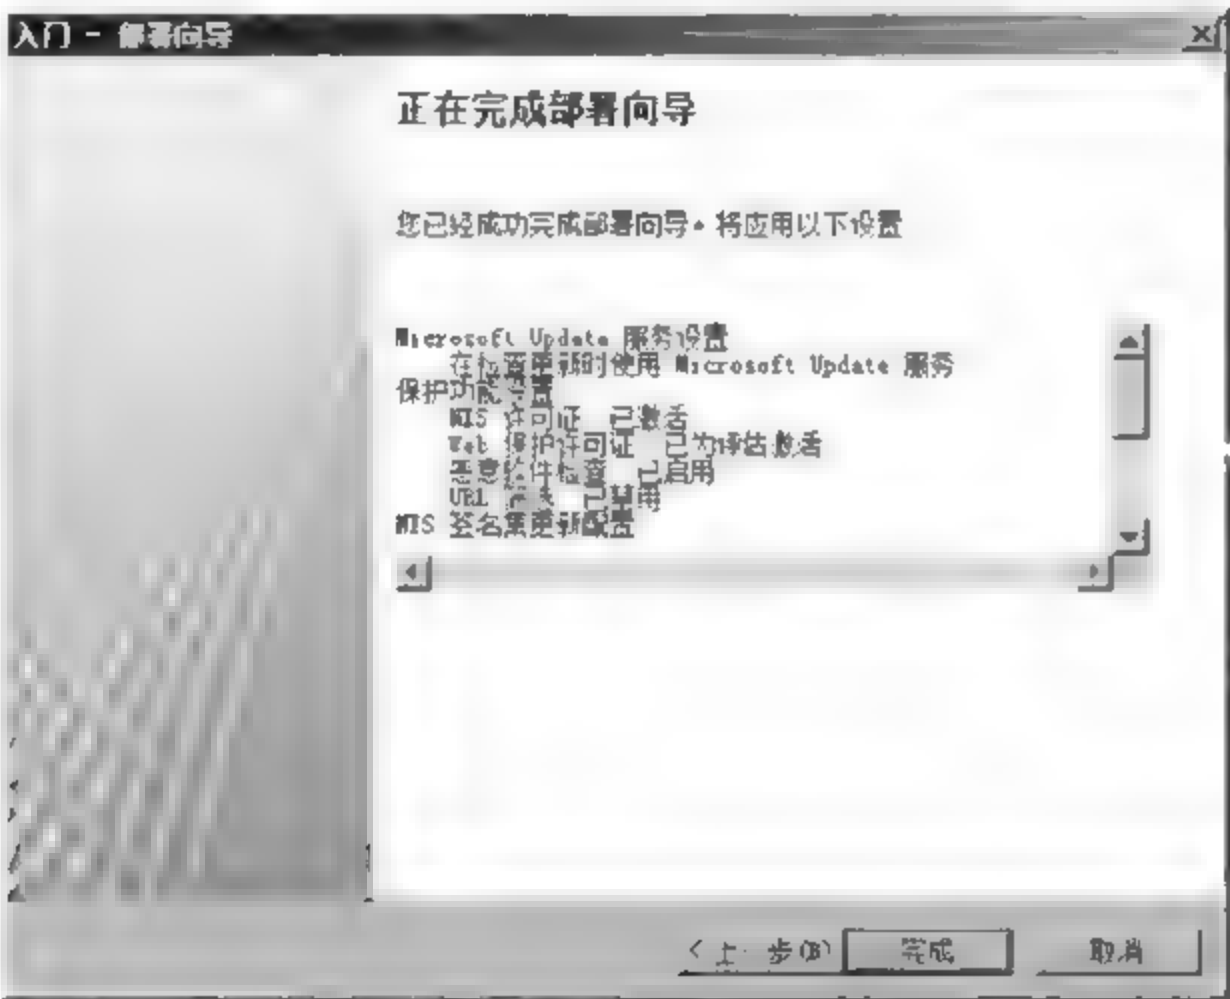 入门 - 部署向导
正在完成部署向导
您已经成功完成部署向导。将应用以下设置
Microsoft Update 服务设置
在检查更新时使用 Microsoft Update 服务
保护功能设置
NIS 许可证 已激活
Web 保护许可证 已为评估激活
恶意软件检查 已启用
URL 筛选 已禁用
NIS 签名集更新配置
< 上一步(B)
完成
取消